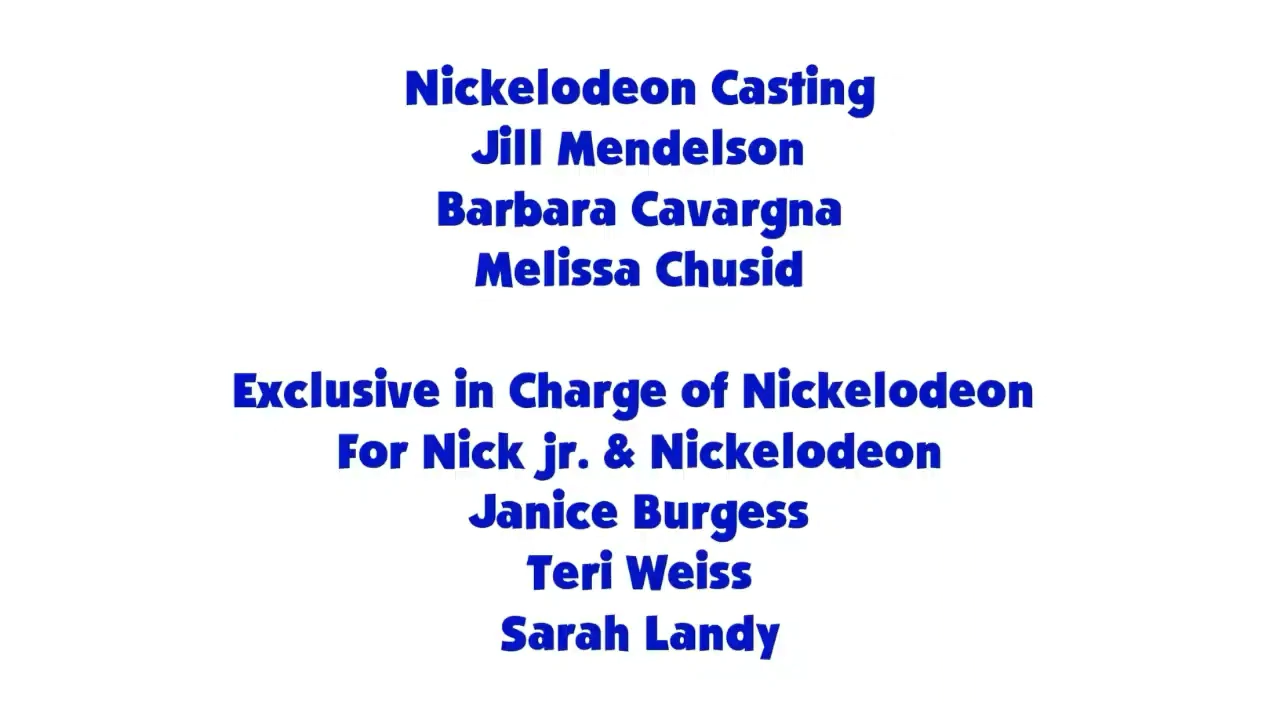 Nickelodeon Casting
Jill Mendelson
Barbara Cavargna
Melissa Chusid
Exclusive in Charge of Nickelodeon
For Nick jr. & Nickelodeon
Janice Burgess
Teri Weiss
Sarah Landy